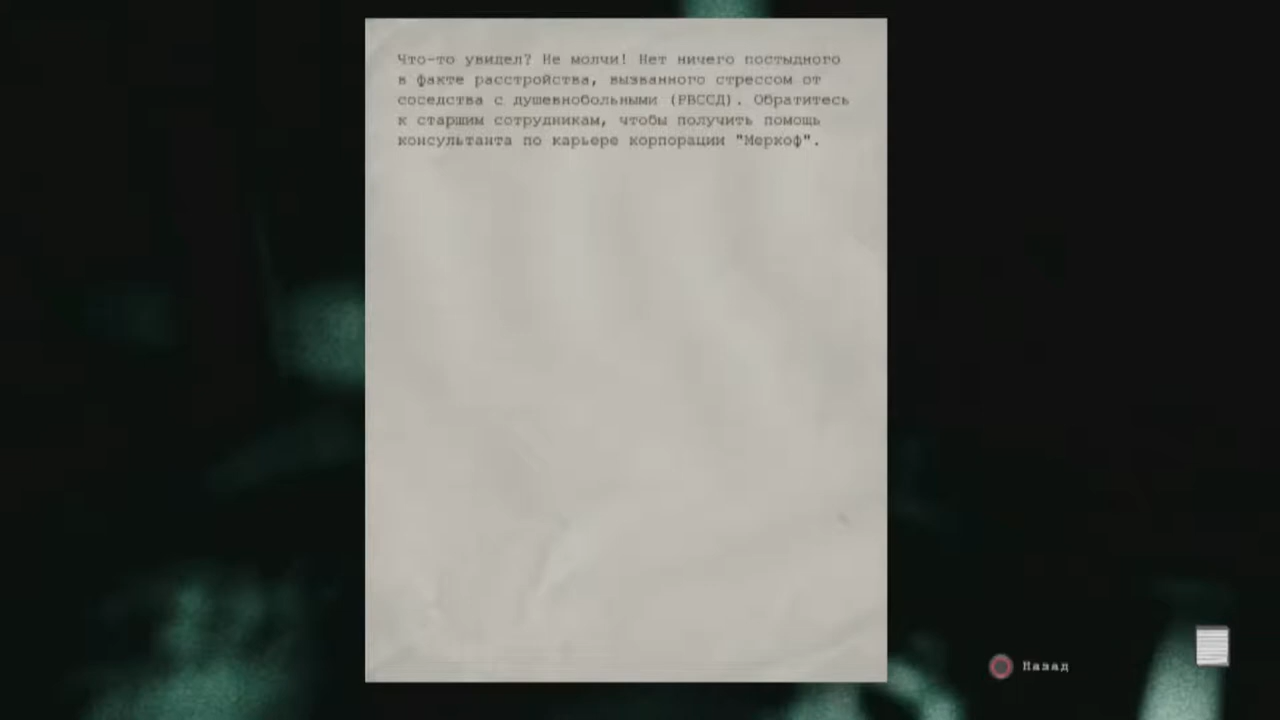 Что-то увидел? Не молчи! Нет ничего постыдного
в факте расстройства, вызванного стрессом от
соседства с душевнобольными (РВССД). Обратитесь
к старшим сотрудникам, чтобы получить помощь
консультанта по карьере корпорации "Меркоф".
Назад